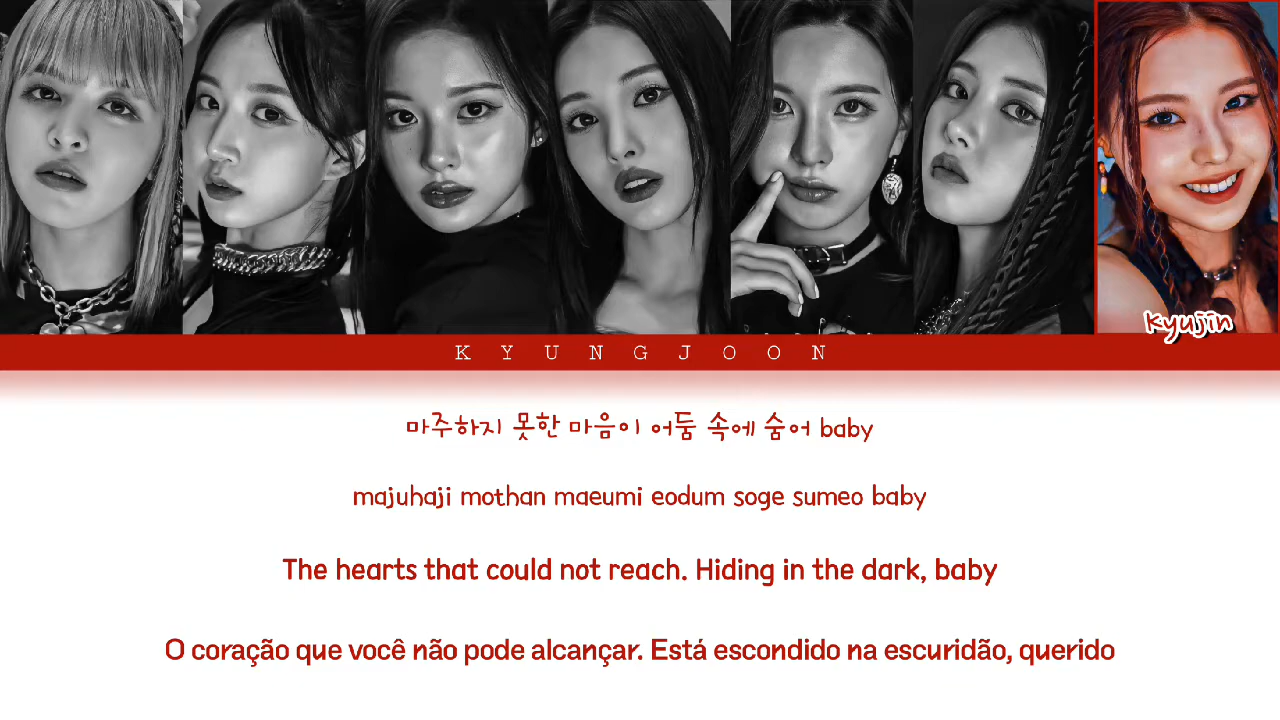 kyujin
KYUNGJOON
마주하지 못한 마음이 어둠 속에 숨어 baby
majuhaji mothan maeumi eodum soge sumeo baby
The hearts that could not reach. Hiding in the dark, baby
O coração que você não pode alcançar. Está escondido na escuridão, querido